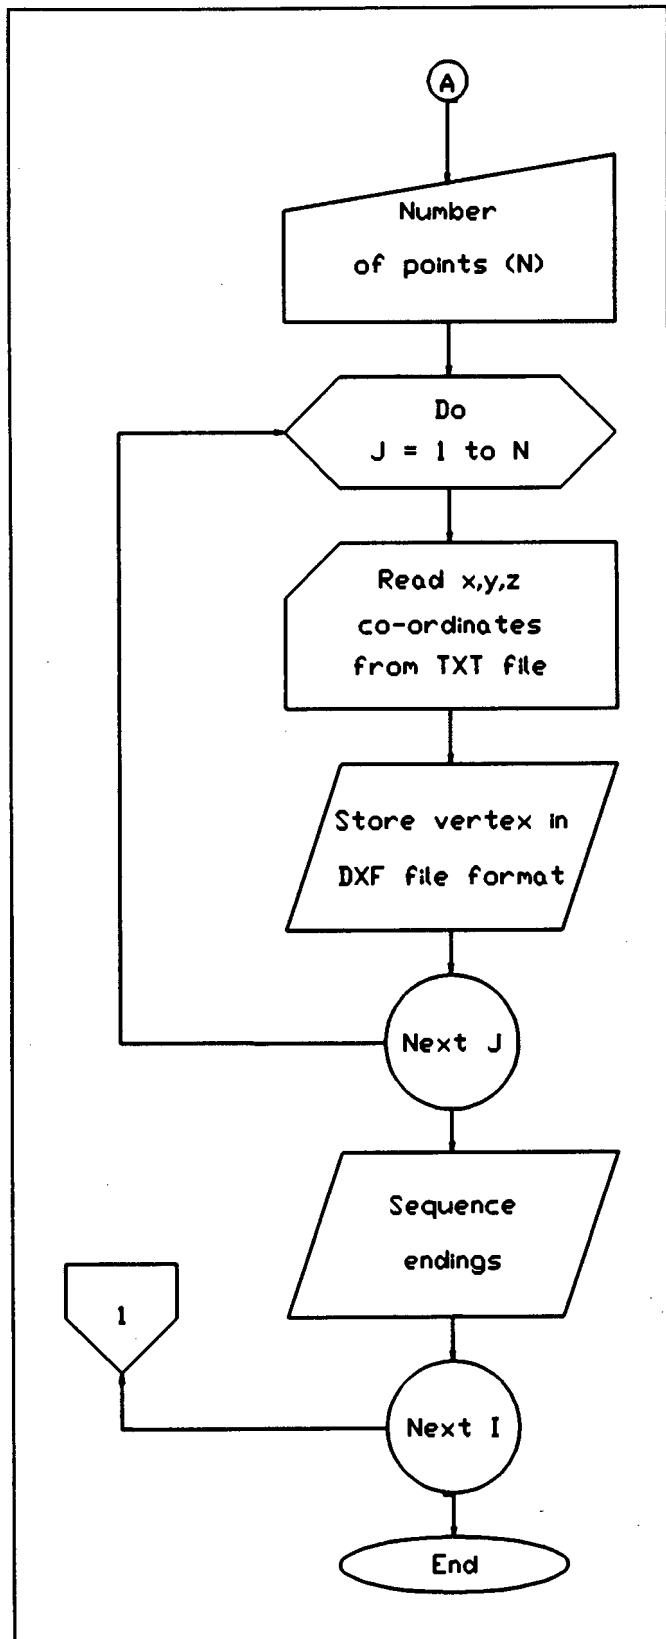 A
Number
of points (N)
Do
J = 1 to N
Read x,y,z
co-ordinates
from TXT file
Store vertex in
DXF file format
Next J
Sequence
endings
1
Next I
End